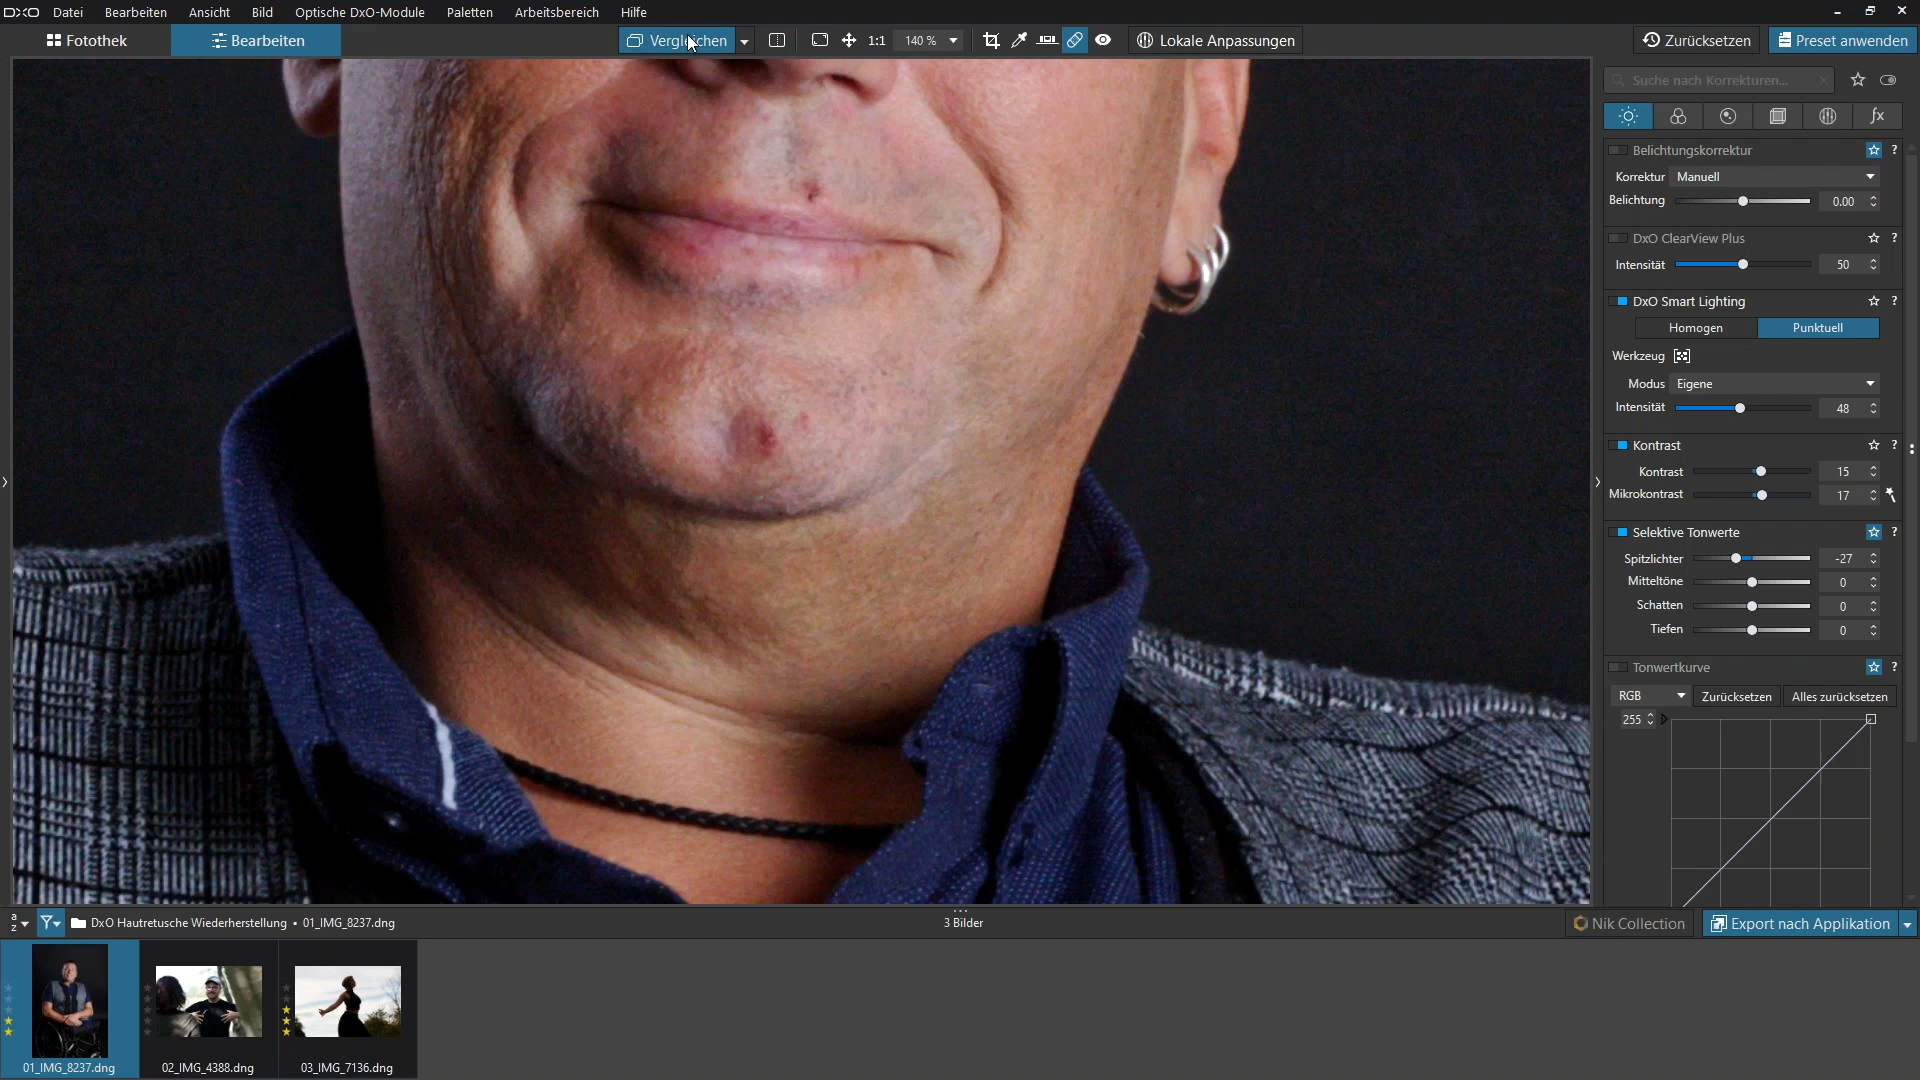 DXO Datei Bearbeiten Ansicht Bild Optische DxO-Module Paletten Arbeitsbereich Hilfe
Fotothek Bearbeiten Vergleichen 1:1 140 % Lokale Anpassungen Zurücksetzen Preset anwenden
Suche nach Korrekturen...
fx
Belichtungskorrektur ?
Korrektur Manuell
Belichtung 0.00
DxO ClearView Plus ?
Intensität 50
DxO Smart Lighting ?
Homogen Punktuell
Werkzeug
Modus Eigene
Intensität 48
Kontrast ?
Kontrast 15
Mikrokontrast 17
Selektive Tonwerte ?
Spitzlichter -27
Mitteltöne 0
Schatten 0
Tiefen 0
Tonwertkurve ?
RGB Zurücksetzen Alles zurücksetzen
255
a
z
DxO Hautretusche Wiederherstellung • 01_IMG_8237.dng 3 Bilder Nik Collection Export nach Applikation
01_IMG_8237.dng 02_IMG_4388.dng 03_IMG_7136.dng